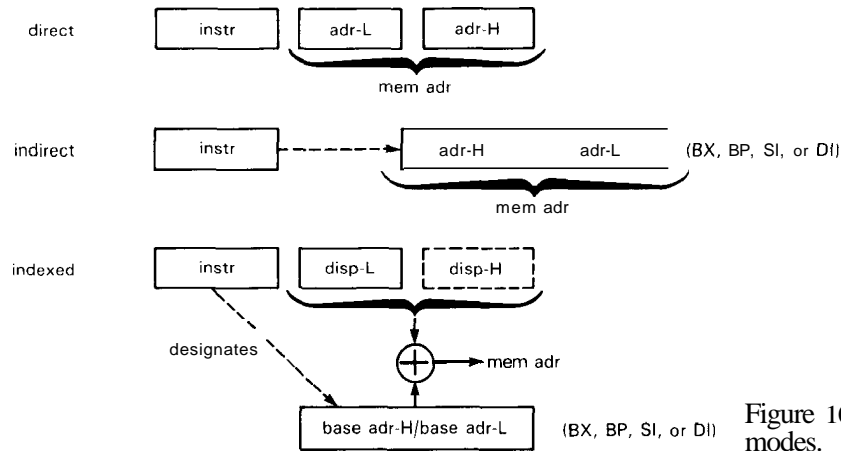 direct instr adr-L adr-H
mem adr
indirect instr adr-H adr-L (BX, BP, SI, or DI)
mem adr
indexed instr disp-L disp-H
designates
+ mem adr
base adr-H/base adr-L (BX, BP, SI, or DI)
Figure 10
modes.